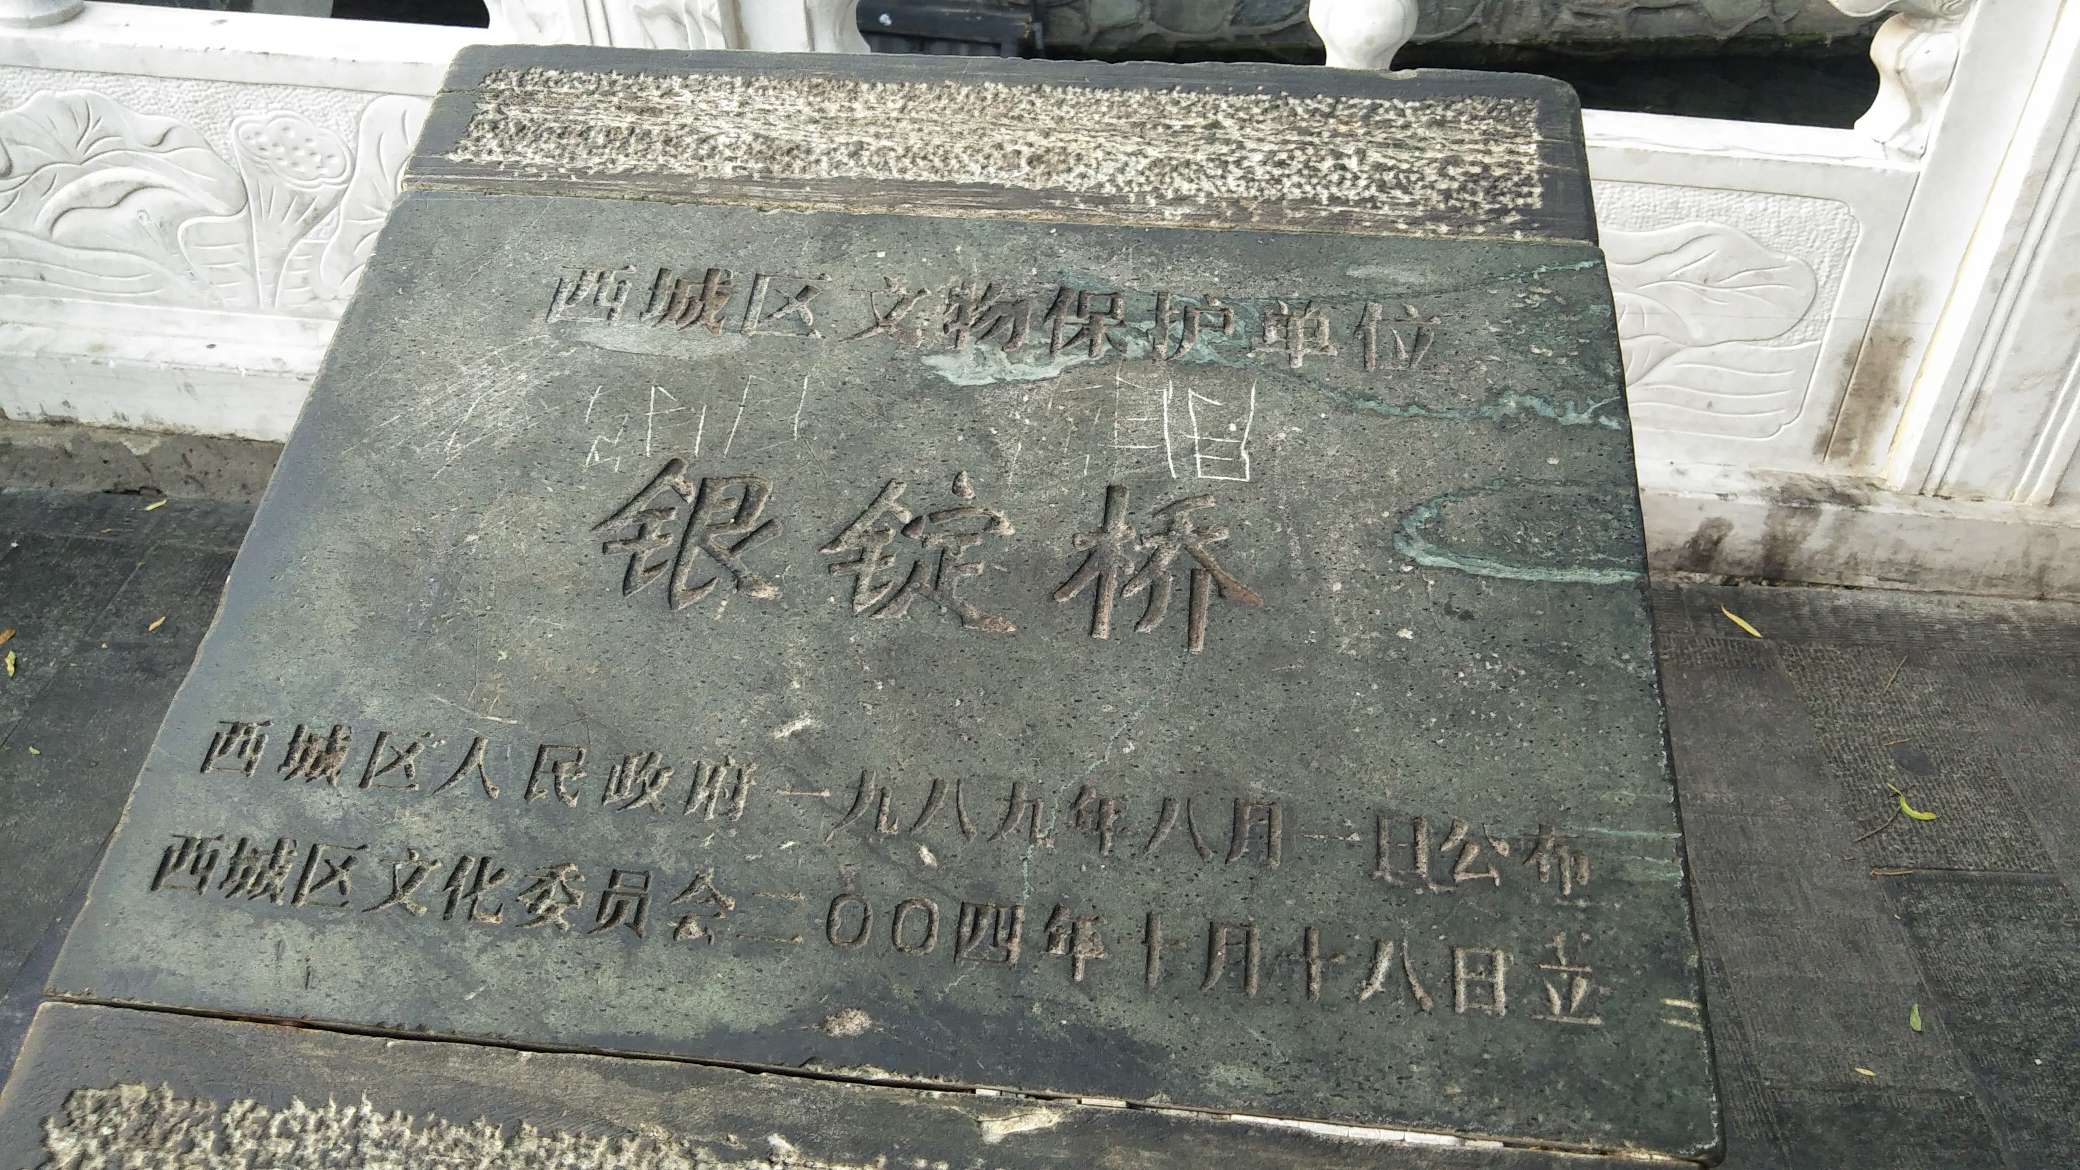 西城区文物保护单位
银锭桥
西城区人民政府一九八九年八月一日公布
西城区文化委员会二〇〇四年十月十八日立